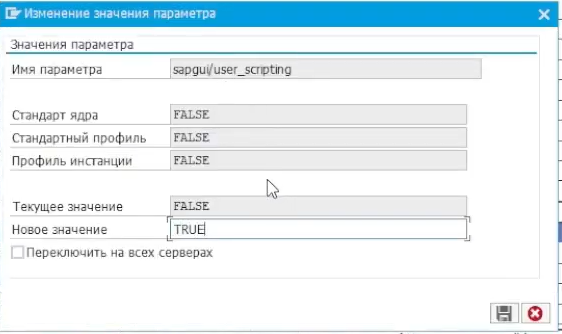 Изменение значения параметра
Значения параметра
Имя параметра sapgui/user_scripting
Стандарт ядра FALSE
Стандартный профиль FALSE
Профиль инстанции FALSE
Текущее значение FALSE
Новое значение TRUE
Переключить на всех серверах